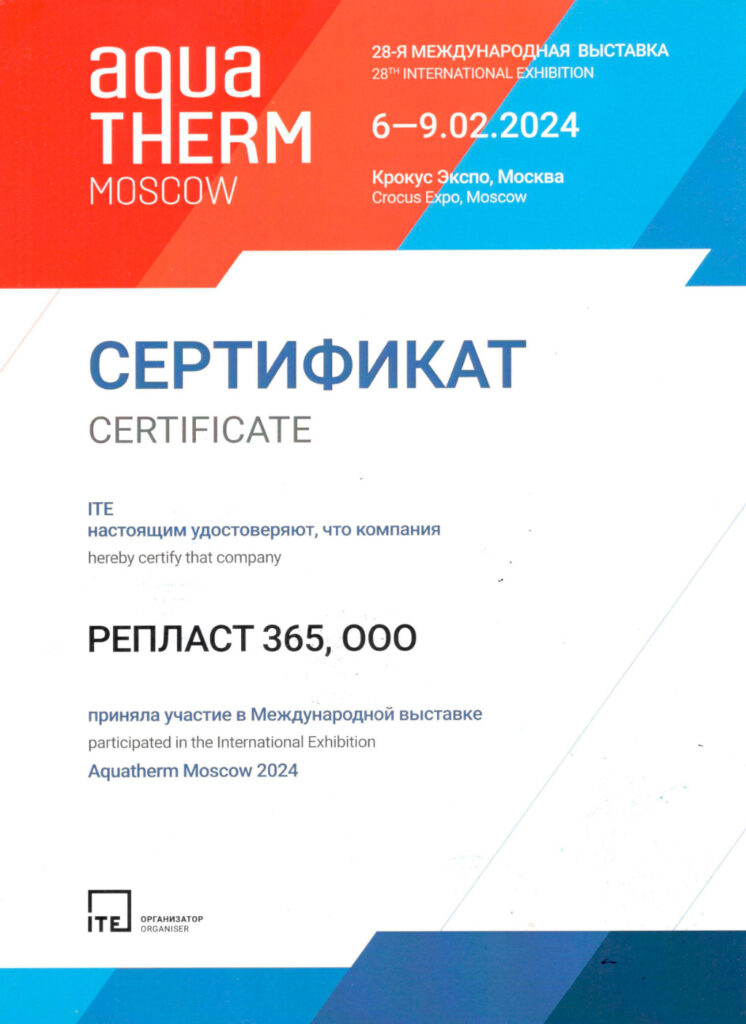 aqua
THERM
MOSCOW
28-Я МЕЖДУНАРОДНАЯ ВЫСТАВКА
28TH INTERNATIONAL EXHIBITION
6—9.02.2024
Крокус Экспо, Москва
Crocus Expo, Moscow
СЕРТИФИКАТ
CERTIFICATE
ITE
настоящим удостоверяют, что компания
hereby certify that company
РЕПЛАСТ 365, ООО
приняла участие в Международной выставке
participated in the International Exhibition
Aquatherm Moscow 2024
ITE
ОРГАНИЗАТОР
ORGANISER